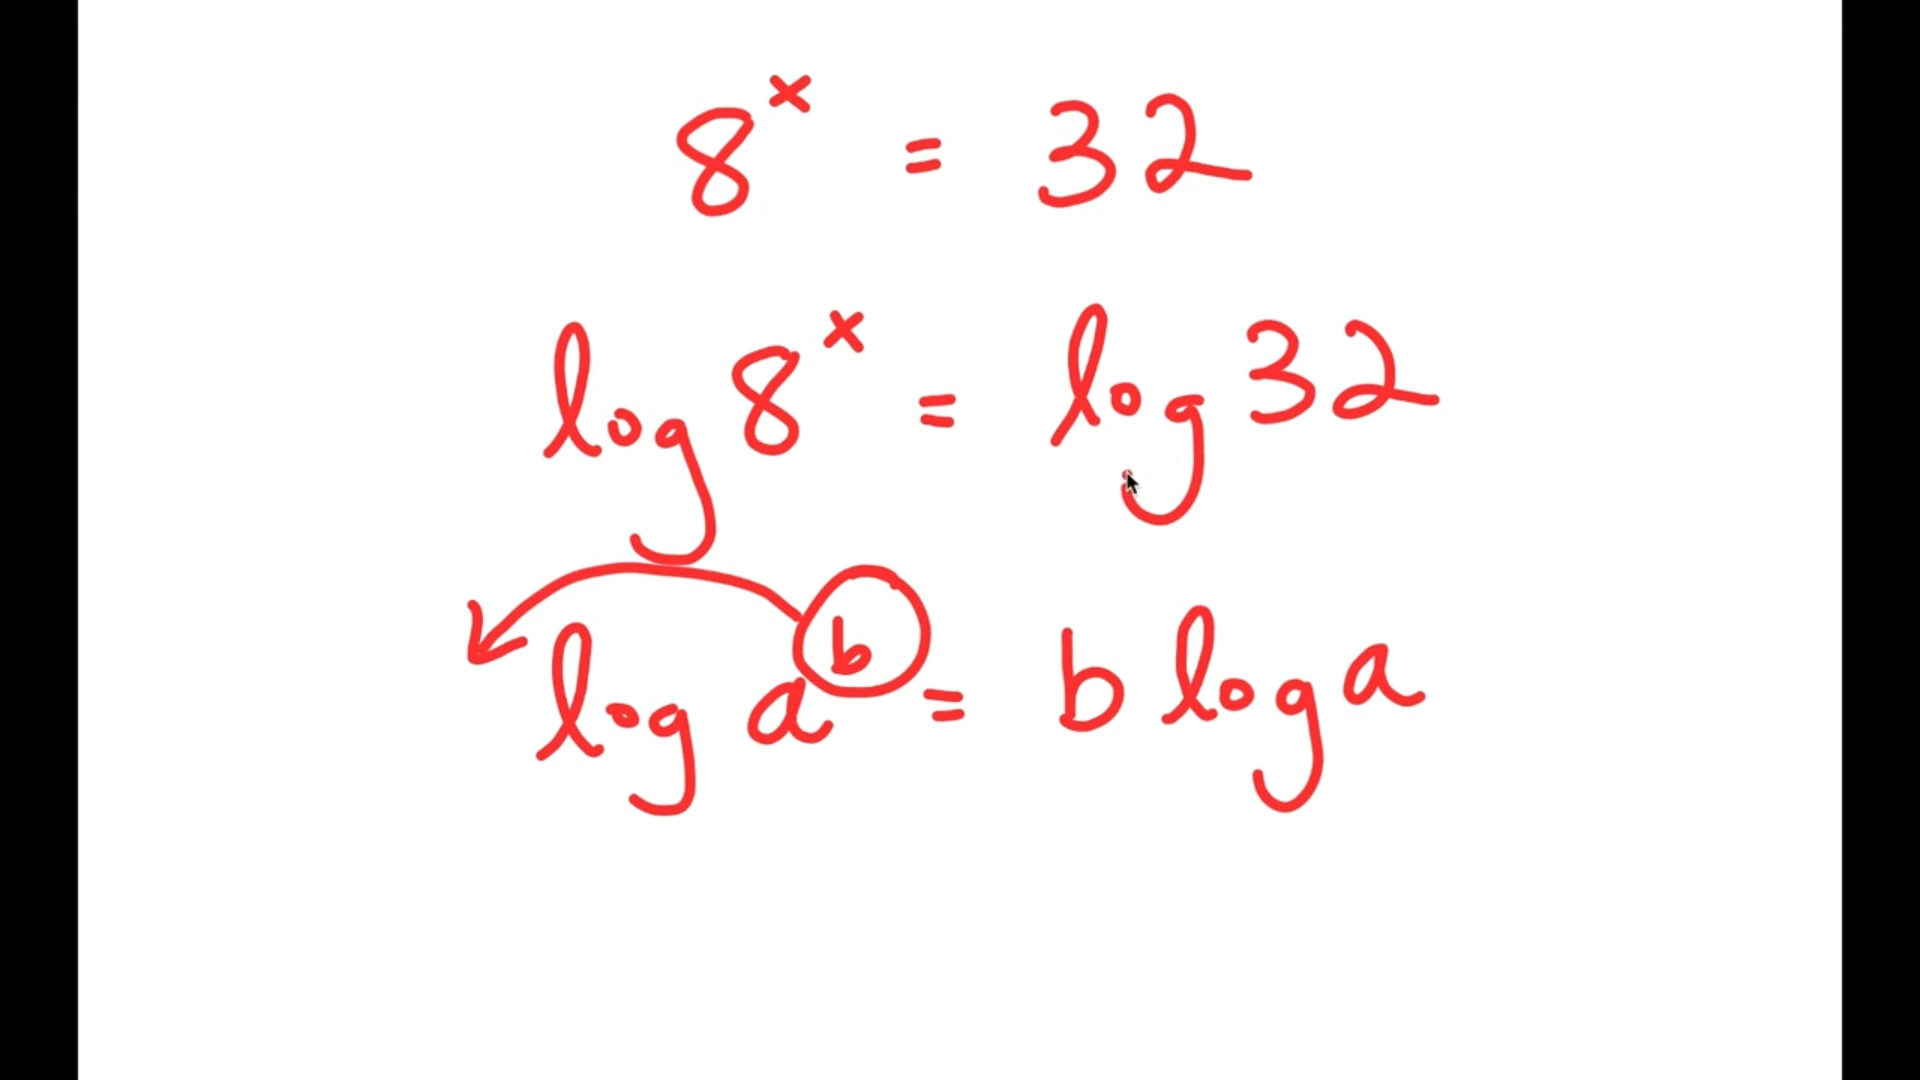 8^x = 32
log 8^x = log 32
log a^b = b log a